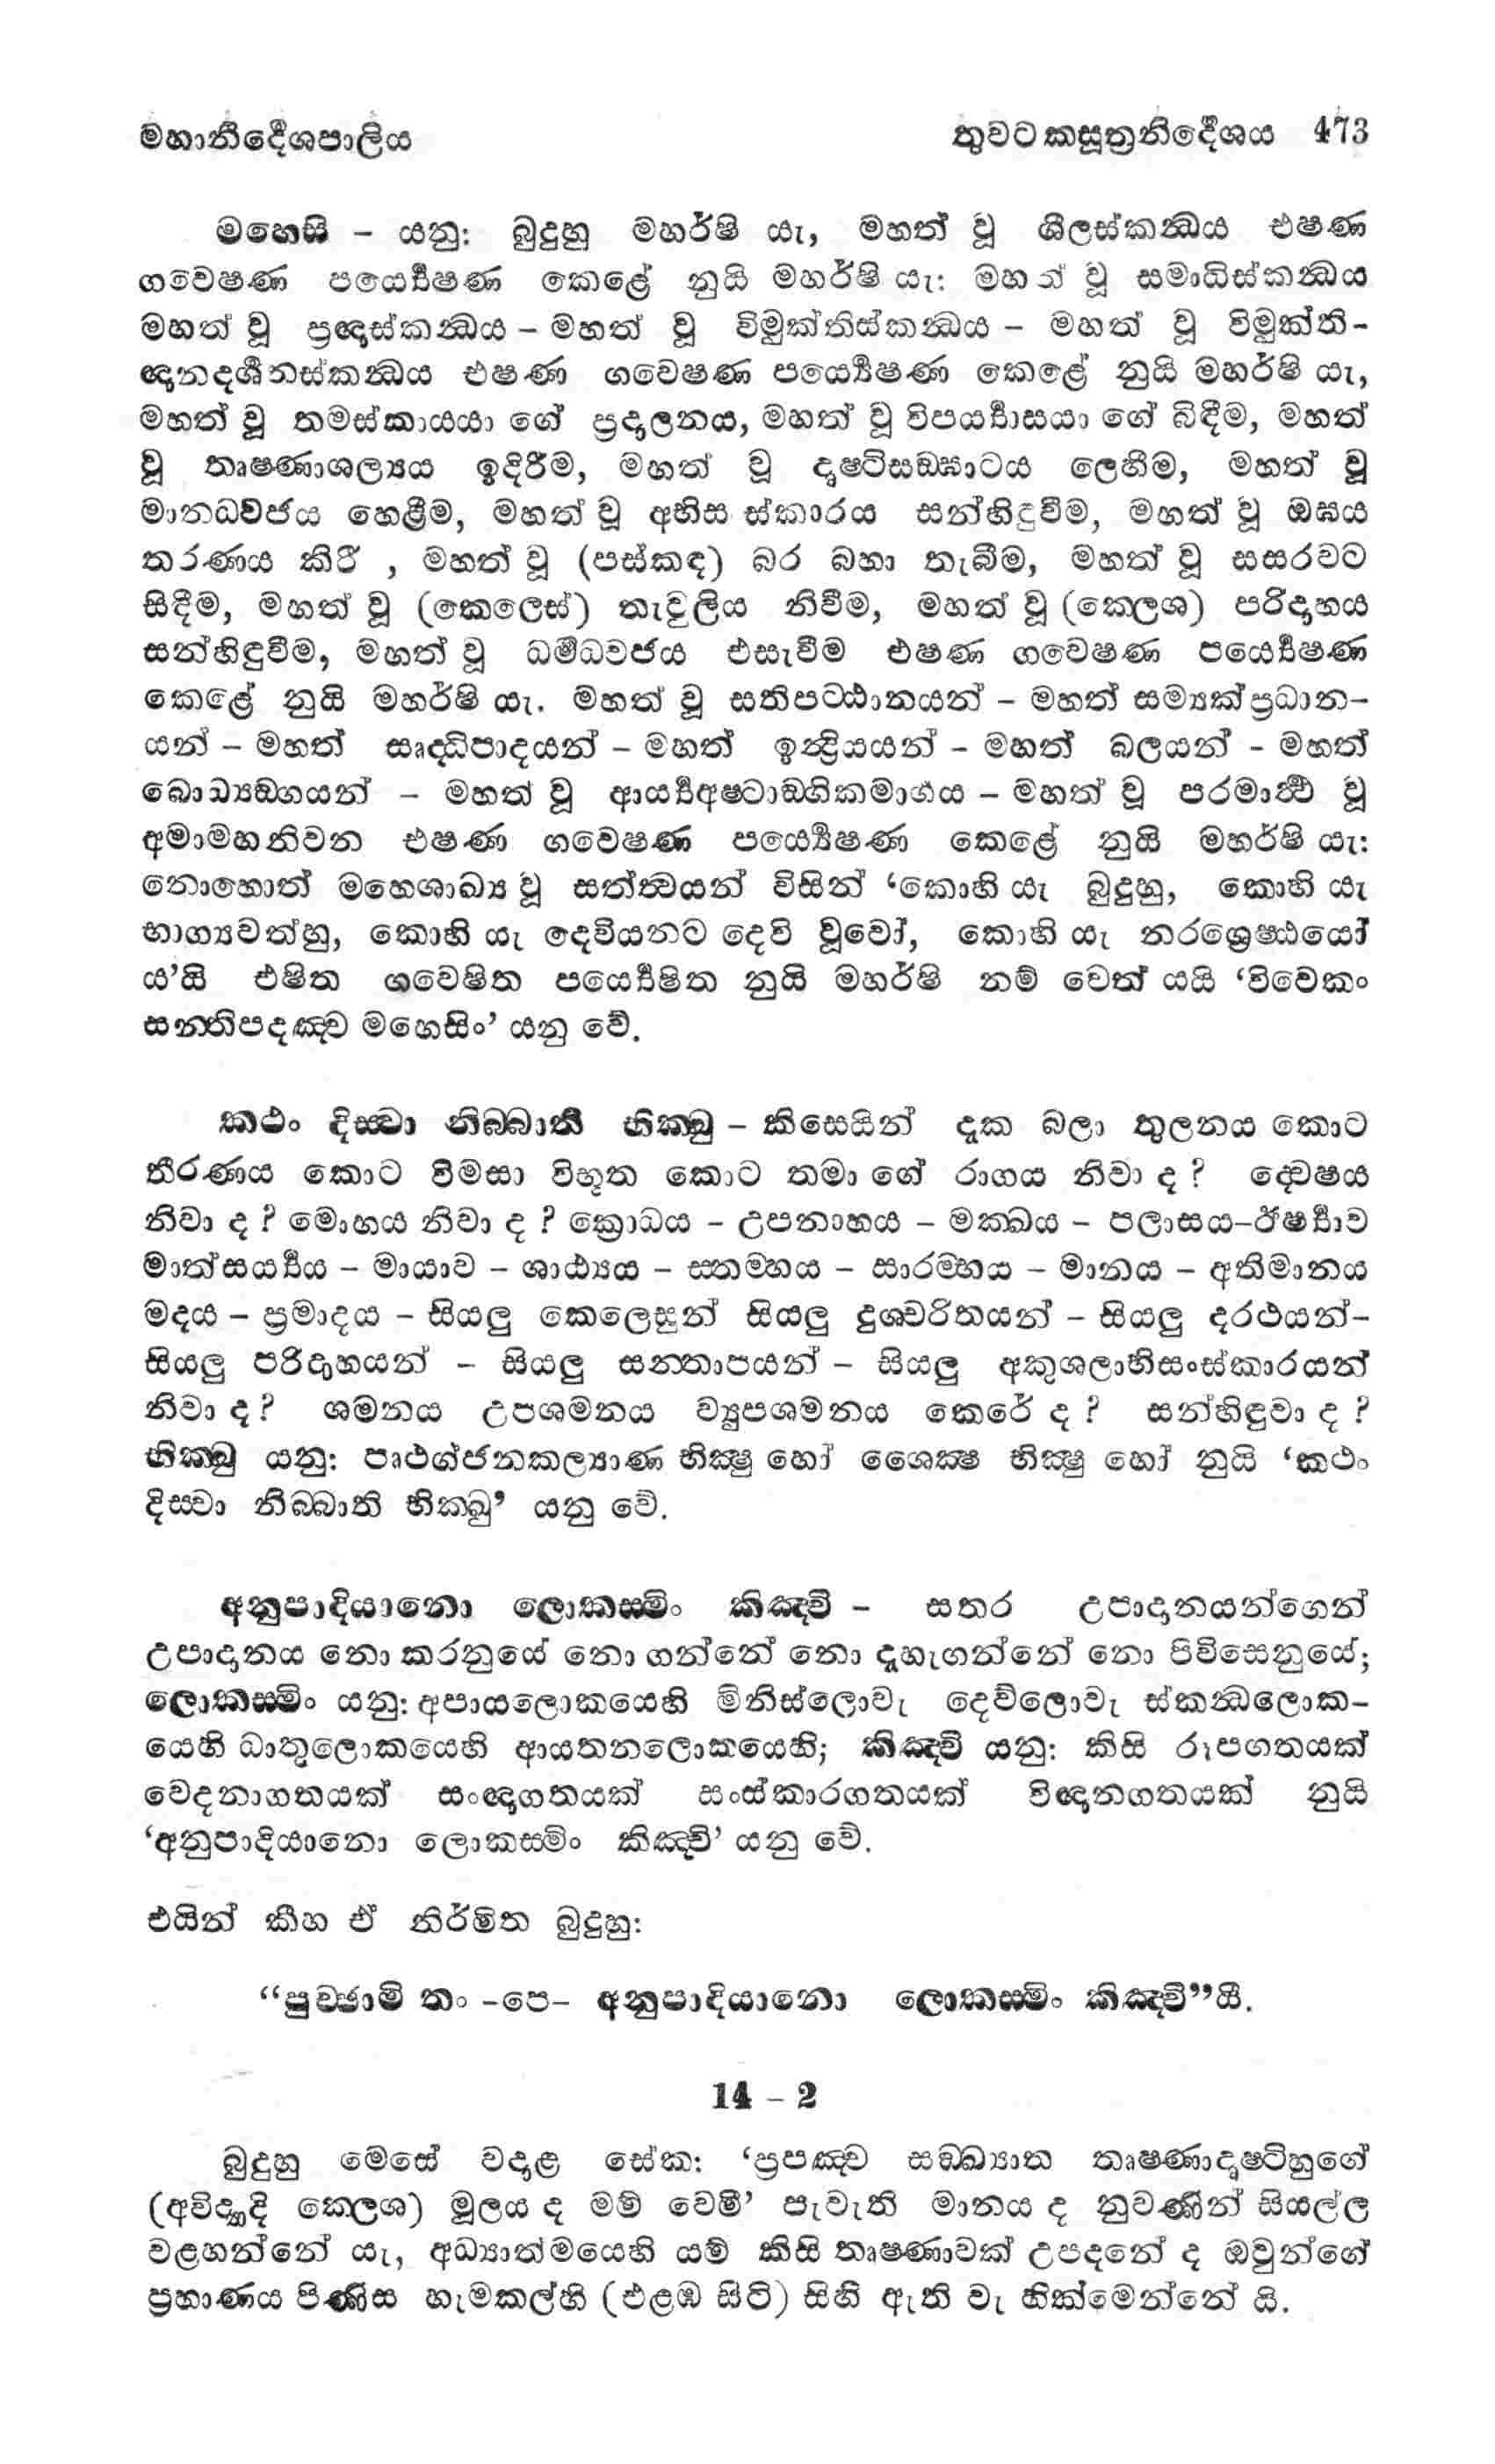 මහානිර්දේශපාලිය තුවටකසූත්‍රනිර්දේශය 473
මහෙසි – යනු: බුදුහු මහර්ෂි යැ, මහත් වූ ශීලස්කන්‍ධය එෂණ
ගවෙෂණ පර්‍ය්‍යෙෂණ කෙළේ නුයි මහර්ෂි යැ: මහත් වූ සමාධිස්කන්‍ධය
මහත් වූ ප්‍රඥාස්කන්‍ධය – මහත් වූ විමුක්තිස්කන්‍ධය – මහත් වූ විමුක්ති-
ඥානදර්‍ශනස්කන්‍ධය එෂණ ගවෙෂණ පර්‍ය්‍යෙෂණ කෙළේ නුයි මහර්ෂි යැ,
මහත් වූ තමස්කායයා ගේ ප්‍රදාලනය, මහත් වූ විපර්‍ය්‍යාසයා ගේ බිඳීම, මහත්
වූ තෘෂණාශල්‍යය ඉදිරීම, මහත් වූ දෘෂ්ටිසඞ්ඝාටය ලෙහීම, මහත් වූ
මානධ්වජය හෙළීම, මහත් වූ අභිස ස්කාරය සන්හිදුවීම, මහත් වූ ඔඝය
තරණය කිරී , මහත් වූ (පස්කඳ) බර බහා තැබීම, මහත් වූ සසරවට
සිදීම, මහත් වූ (කෙලෙස්) තැවුලිය නිවීම, මහත් වූ (ක්ලෙශ) පරිදාහය
සන්හිඳුවීම, මහත් වූ ධර්‍මධ්වජය එසැවීම එෂණ ගවෙෂණ පර්‍ය්‍යෙෂණ
කෙළේ නුයි මහර්ෂි යැ. මහත් වූ සතිපට්ඨානයන් – මහත් සම්‍යක්ප්‍රධාන-
යන් – මහත් ඍද්ධිපාදයන් – මහත් ඉන්‍ද්‍රියයන් – මහත් බලයන් – මහත්
බොධ්‍යඞ්ගයන් – මහත් වූ ආර්‍ය්‍යඅෂ්ටාඞ්ගිකමාර්‍ගය – මහත් වූ පරමාර්‍ථ වූ
අමාමහනිවන එෂණ ගවෙෂණ පර්‍ය්‍යෙෂණ කෙළේ නුයි මහර්ෂි යැ:
නොහොත් මහෙශාඛ්‍ය වූ සත්ත්‍වයන් විසින් ‘කොහි යැ බුදුහු, කොහි යැ
භාග්‍යවත්හු, කොහි යැ දෙවියනට දෙවි වූවෝ, කොහි යැ නරශ්‍රෙෂ්ඨයෝ
ය’යි එෂිත ගවෙෂිත පර්‍ය්‍යෙෂිත නුයි මහර්ෂි නම් වෙත් යයි ‘විවෙකං
සන්තිපදඤ්ච මහෙසිං’ යනු වේ.
කථං දිස්වා නිබ්බාති භික්ඛු – කිසෙයින් දැක බලා තුලනය කොට
තීරණය කොට විමසා විභූත කොට තමා ගේ රාගය නිවා ද? ද්වෙෂය
නිවා ද? මොහය නිවා ද? ක්‍රොධය – උපනාහය – මක්ඛය – පලාසය–ඊර්‍ෂ්‍යාව
මාත්සර්‍ය්‍යය – මායාව – ශාඨ්‍යය – ස්තම්භය – සාරම්භය – මානය – අතිමානය
මදය – ප්‍රමාදය – සියලු කෙලෙසුන් සියලු දුශ්චරිතයන් – සියලු දරථයන්–
සියලු පරිදාහයන් – සියලු සන්තාපයන් – සියලු අකුශලාභිසංස්කාරයන්
නිවා ද? ශමනය උපශමනය ව්‍යුපශමනය කෙරේ ද? සන්හිඳුවා ද?
භික්ඛු යනු: පෘථග්ජනකල්‍යාණ භික්‍ෂු හෝ ශෛක්‍ෂ භික්‍ෂු හෝ නුයි ‘කථං
දිස්වා නිබ්බාති භික්ඛු’ යනු වේ.
අනුපාදියානො ලොකස්මිං කිඤ්චි – සතර උපාදානයන්ගෙන්
උපාදානය නො කරනුයේ නො ගන්නේ නො දැහැගන්නේ නො පිවිසෙනුයේ;
ලොකස්මිං යනු: අපායලොකයෙහි මිනිස්ලොවැ දෙව්ලොවැ ස්කන්‍ධලොක-
යෙහි ධාතුලොකයෙහි ආයතනලොකයෙහි; කිඤ්චි යනු: කිසි රූපගතයක්
වෙදනාගතයක් සංඥාගතයක් සංස්කාරගතයක් විඥානගතයක් නුයි
‘අනුපාදියානො ලොකස්මිං කිඤ්චි’ යනු වේ.
එයින් කීහ ඒ නිර්මිත බුදුහු:
“පුච්ඡාමි තං -පෙ- අනුපාදියානො ලොකස්මිං කිඤ්චි”යී.
14 – 2
බුදුහු මෙසේ වදාළ සේක: ‘ප්‍රපඤ්ච සඞ්ඛ්‍යාත තෘෂණාදෘෂ්ටිහුගේ
(අවිද්‍යාදි ක්ලෙශ) මූලය ද මම් වෙමී’ පැවැති මානය ද නුවණින් සියල්ල
වළහන්නේ යැ, අධ්‍යාත්මයෙහි යම් කිසි තෘෂණාවක් උපදනේ ද ඔවුන්ගේ
ප්‍රහාණය පිණිස හැමකල්හි (එළඹ සිටි) සිහි ඇති වැ හික්මෙන්නේ යි.